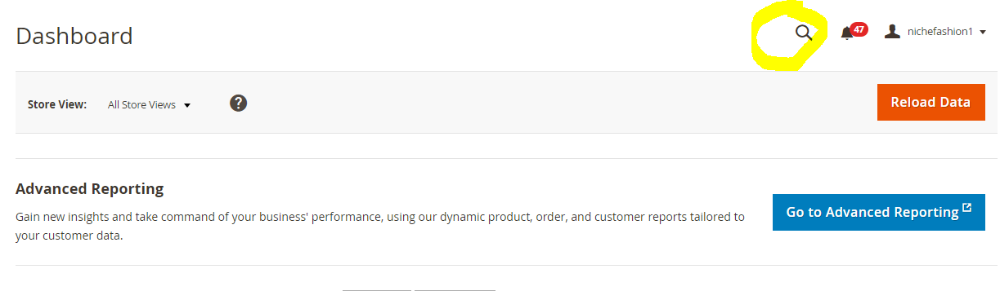 Dashboard
47
nichefashion1
Store View:
All Store Views
?
Reload Data
Advanced Reporting
Gain new insights and take command of your business' performance, using our dynamic product, order, and customer reports tailored to
your customer data.
Go to Advanced Reporting